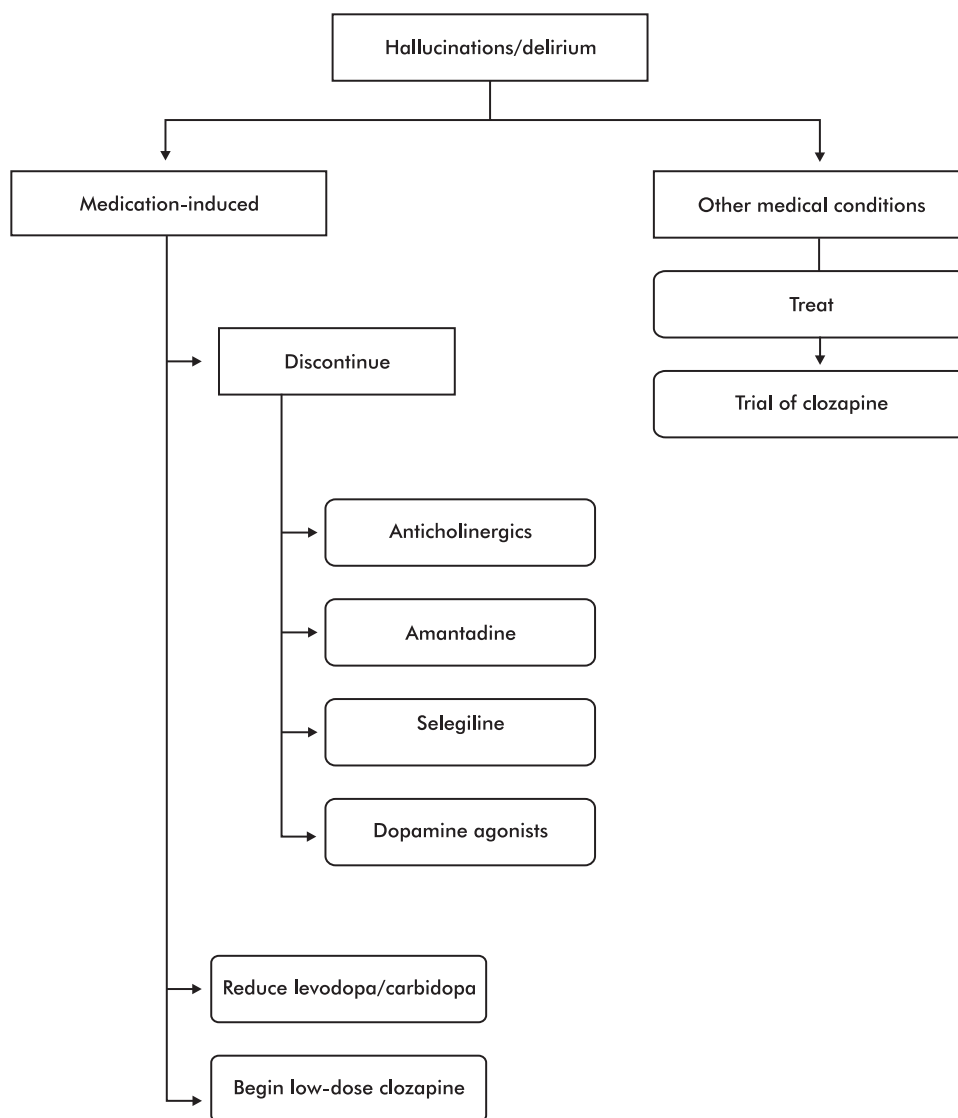 Hallucinations/delirium
Medication-induced
Other medical conditions
Treat
Discontinue
Trial of clozapine
Anticholinergics
Amantadine
Selegiline
Dopamine agonists
Reduce levodopa/carbidopa
Begin low-dose clozapine